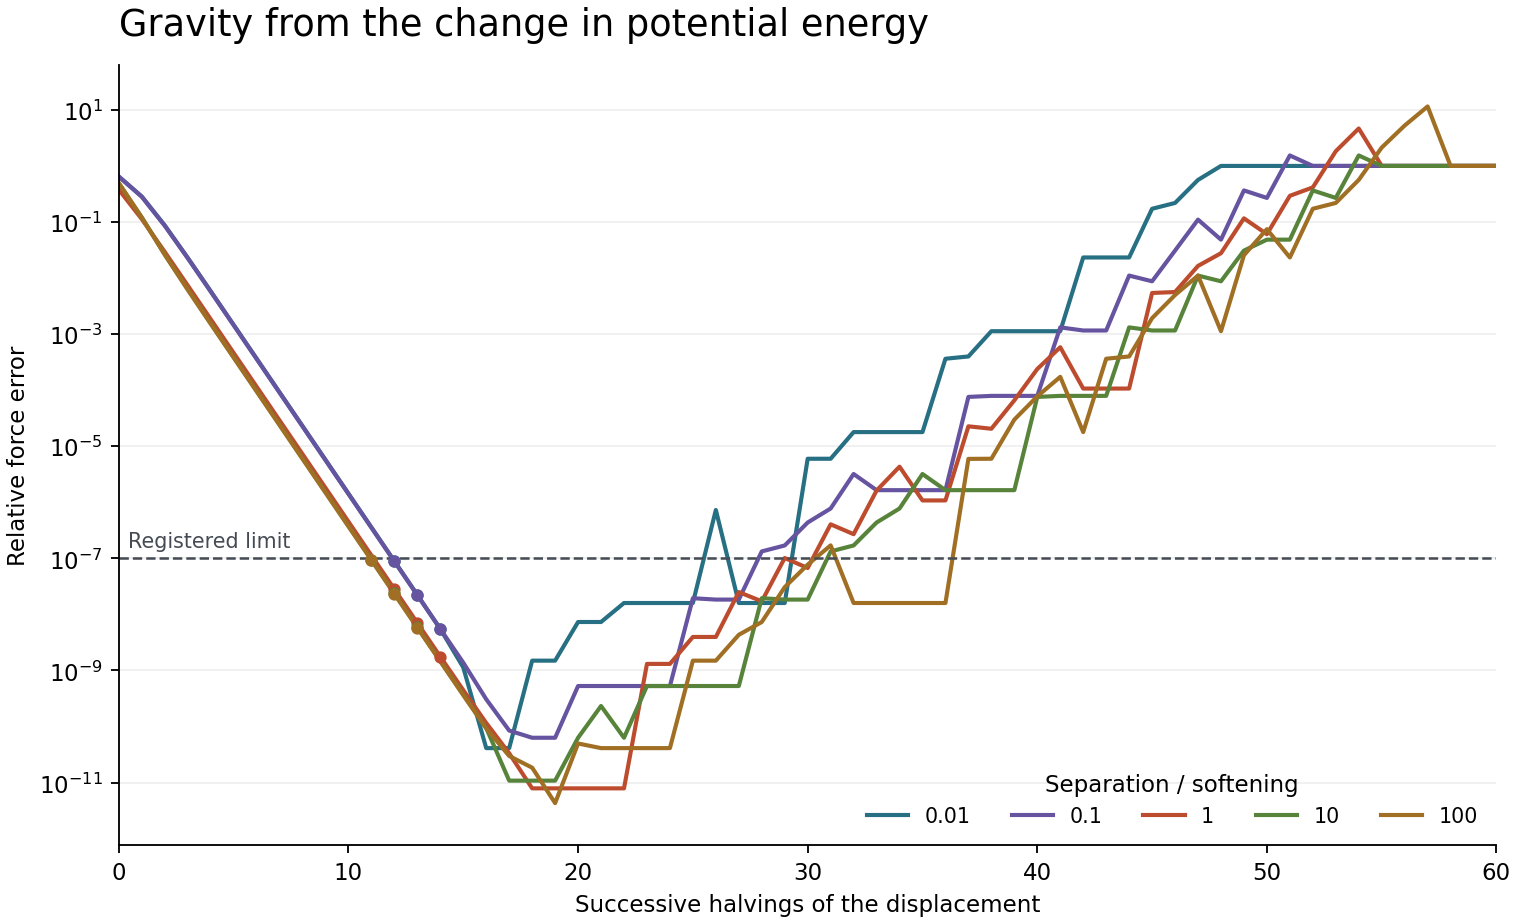 Gravity from the change in potential energy
10¹
10⁻¹
10⁻³
10⁻⁵
Registered limit
10⁻⁷
10⁻⁹
10⁻¹¹
Relative force error
Separation / softening
0.01 0.1 1 10 100
0 10 20 30 40 50 60
Successive halvings of the displacement